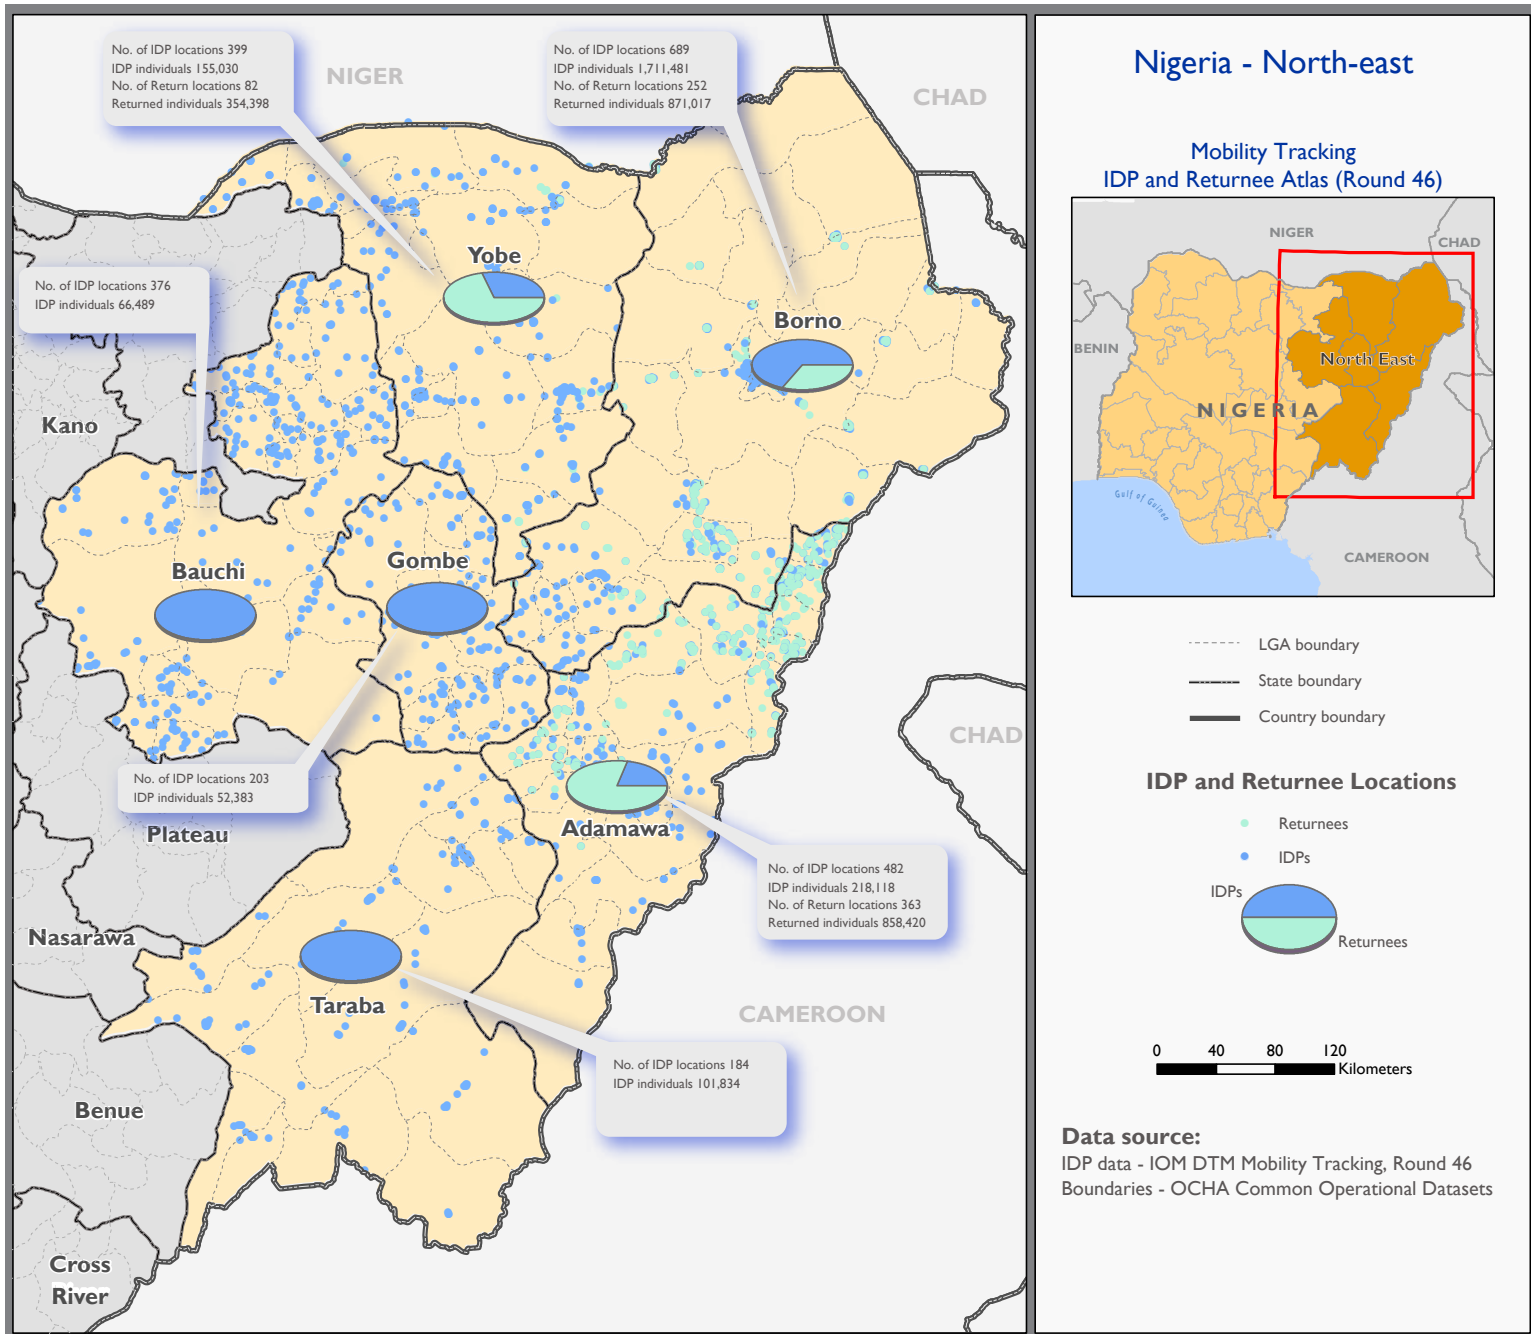 No. of IDP locations 399
IDP individuals 155,030
No. of Return locations 82
Returned individuals 354,398
NIGER
No. of IDP locations 689
IDP individuals 1,711,481
No. of Return locations 252
Returned individuals 871,017
CHAD
Yobe
No. of IDP locations 376
IDP individuals 66,489
Borno
Kano
Bauchi
Gombe
No. of IDP locations 203
IDP individuals 52,383
Plateau
Adamawa
CHAD
No. of IDP locations 482
IDP individuals 218,118
No. of Return locations 363
Returned individuals 858,420
Nasarawa
Taraba
CAMEROON
No. of IDP locations 184
IDP individuals 101,834
Benue
Cross
River
Nigeria - North-east
Mobility Tracking
IDP and Returnee Atlas (Round 46)
NIGER
CHAD
BENIN
North East
NIGERIA
Gulf of Guinea
CAMEROON
LGA boundary
State boundary
Country boundary
IDP and Returnee Locations
Returnees
IDPs
IDPs
Returnees
0 40 80 120
Kilometers
Data source:
IDP data - IOM DTM Mobility Tracking, Round 46
Boundaries - OCHA Common Operational Datasets